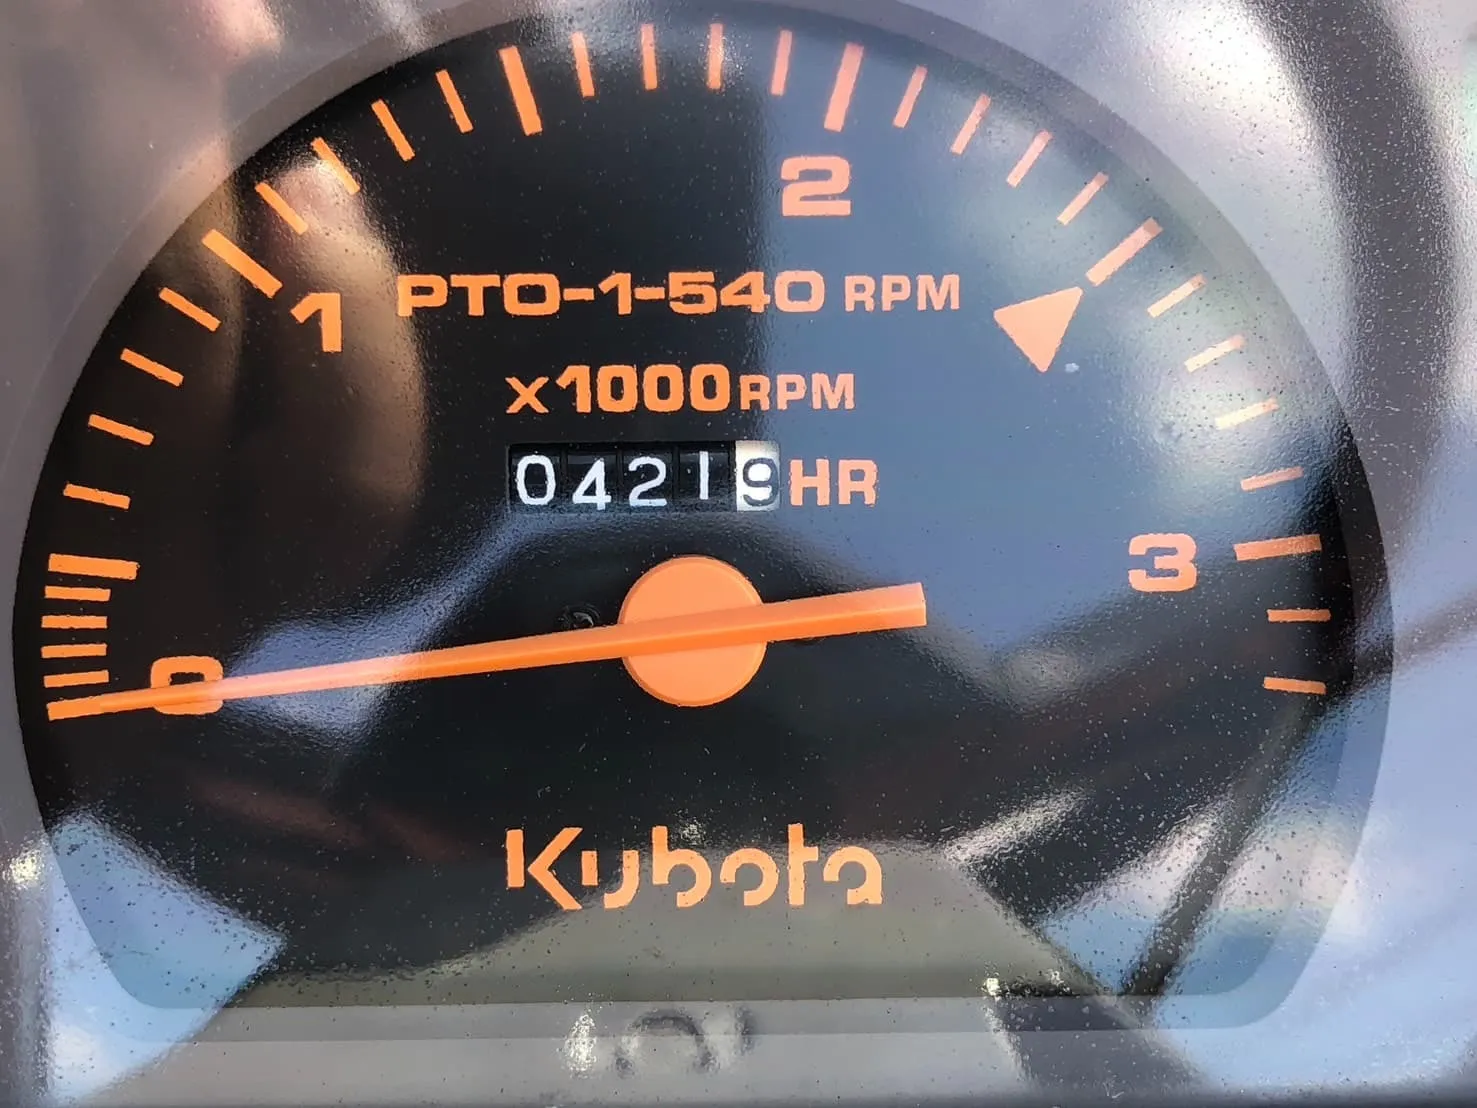 2
1
PTO-1-540 RPM
x1000RPM
04219HR
3
0
Kubota